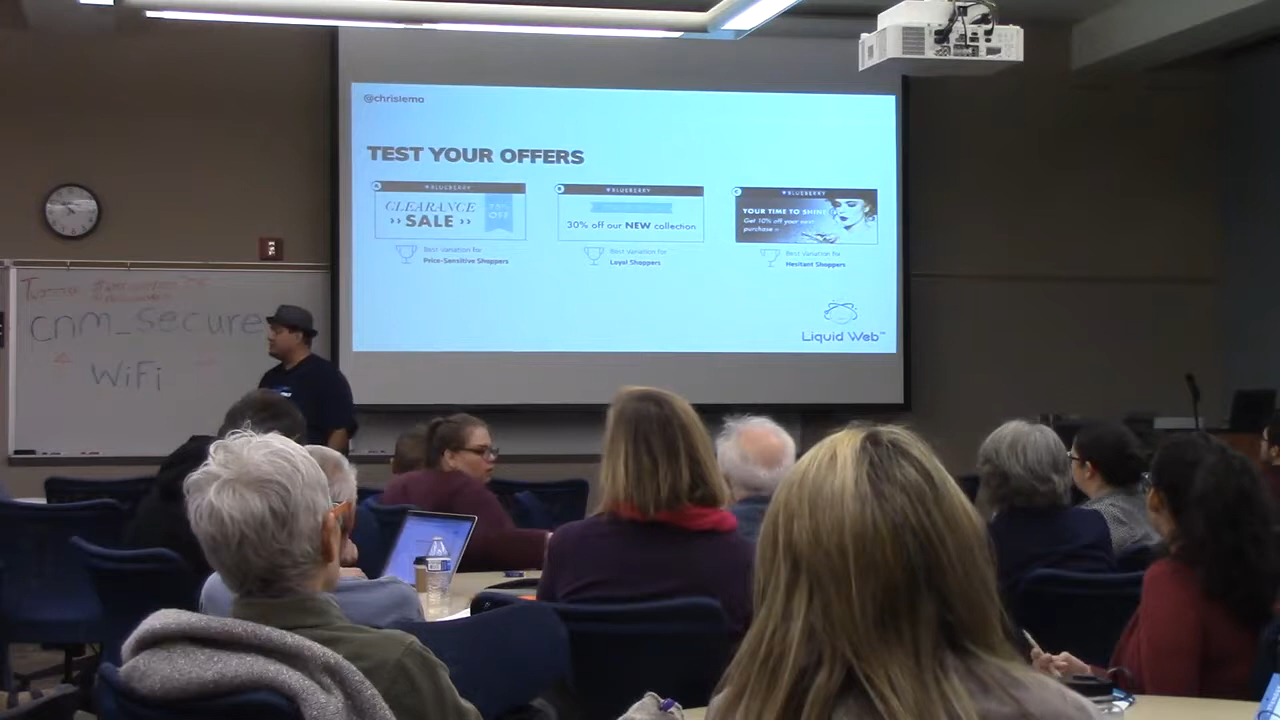 @chrislema
TEST YOUR OFFERS
A
BLUEBERRY
CLEARANCE
›› SALE ››
75%
OFF
Best Variation for
Price-Sensitive Shoppers
B
BLUEBERRY
30% off our NEW collection
Best Variation for
Loyal Shoppers
C
BLUEBERRY
YOUR TIME TO SHINE
Get 10% off your next
purchase
Best Variation for
Hesitant Shoppers
Liquid Web™
cnm_secure
WiFi